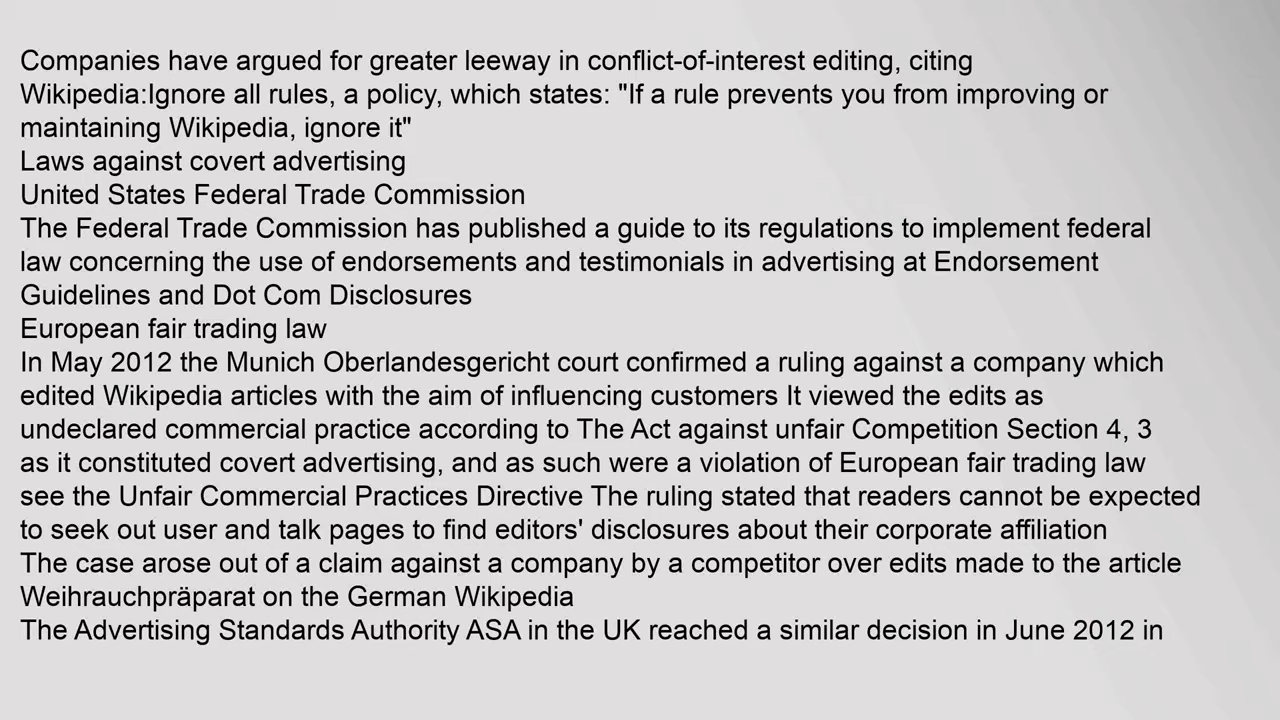 Companies have argued for greater leeway in conflict-of-interest editing, citing
Wikipedia:Ignore all rules, a policy, which states: "If a rule prevents you from improving or
maintaining Wikipedia, ignore it"
Laws against covert advertising
United States Federal Trade Commission
The Federal Trade Commission has published a guide to its regulations to implement federal
law concerning the use of endorsements and testimonials in advertising at Endorsement
Guidelines and Dot Com Disclosures
European fair trading law
In May 2012 the Munich Oberlandesgericht court confirmed a ruling against a company which
edited Wikipedia articles with the aim of influencing customers It viewed the edits as
undeclared commercial practice according to The Act against unfair Competition Section 4, 3
as it constituted covert advertising, and as such were a violation of European fair trading law
see the Unfair Commercial Practices Directive The ruling stated that readers cannot be expected
to seek out user and talk pages to find editors' disclosures about their corporate affiliation
The case arose out of a claim against a company by a competitor over edits made to the article
Weihrauchpräparat on the German Wikipedia
The Advertising Standards Authority ASA in the UK reached a similar decision in June 2012 in